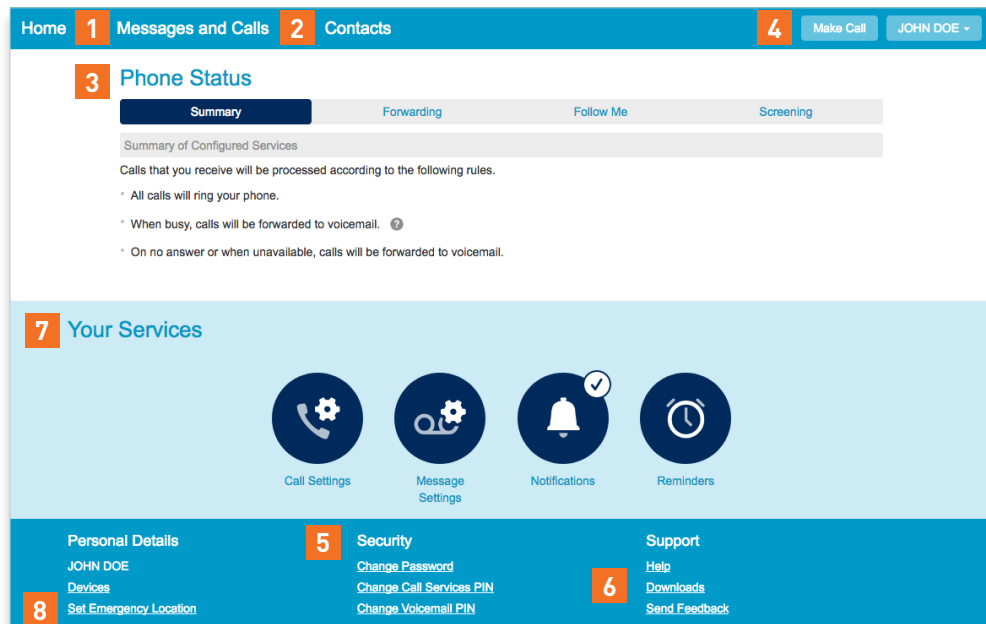 Home 1 Messages and Calls 2 Contacts 4 Make Call JOHN DOE
3 Phone Status
Summary Forwarding Follow Me Screening
Summary of Configured Services
Calls that you receive will be processed according to the following rules.
All calls will ring your phone.
When busy, calls will be forwarded to voicemail. ?
On no answer or when unavailable, calls will be forwarded to voicemail.
7 Your Services
Call Settings
Message
Settings
Notifications
Reminders
Personal Details
JOHN DOE
Devices
8 Set Emergency Location
5 Security
Change Password
Change Call Services PIN
Change Voicemail PIN
Support
Help
6 Downloads
Send Feedback